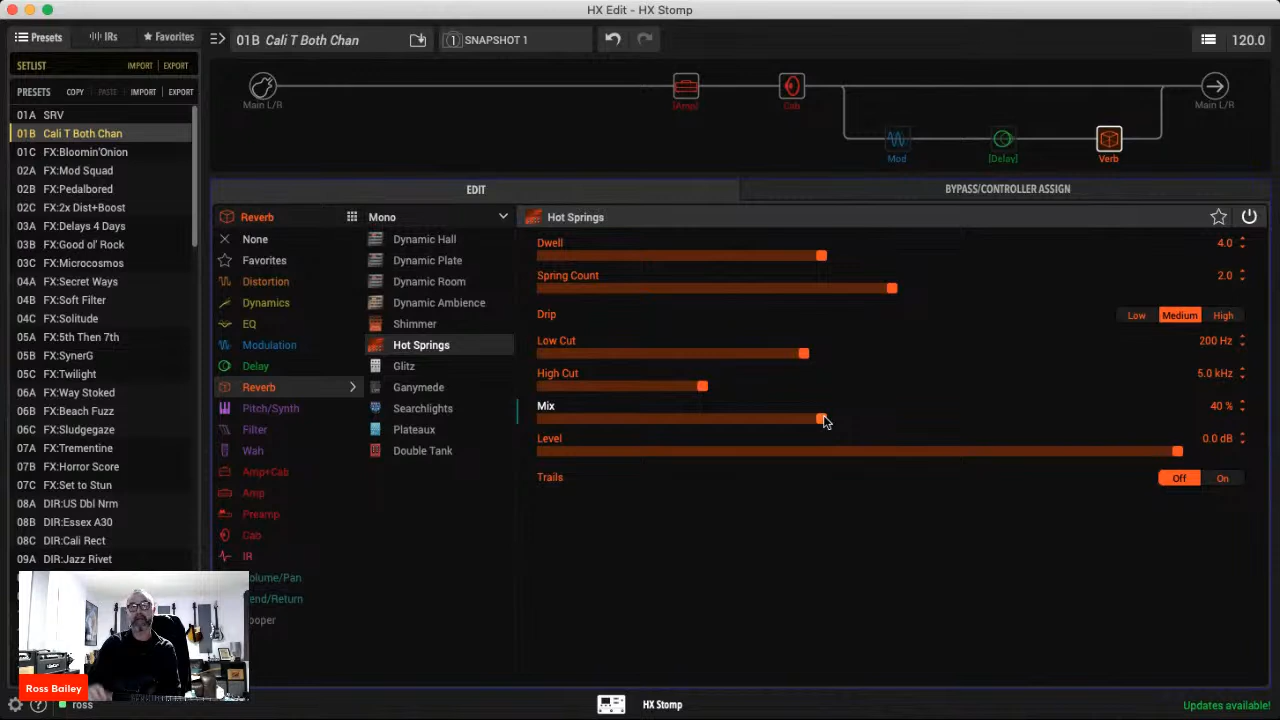 HX Edit - HX Stomp
Presets IRs Favorites
01B Cali T Both Chan
1 SNAPSHOT 1
120.0
SETLIST IMPORT EXPORT
PRESETS COPY PASTE IMPORT EXPORT
01A SRV
01B Cali T Both Chan
01C FX:Bloomin'Onion
02A FX:Mod Squad
02B FX:Pedalbored
02C FX:2x Dist+Boost
03A FX:Delays 4 Days
03B FX:Good ol' Rock
03C FX:Microcosmos
04A FX:Secret Ways
04B FX:Soft Filter
04C FX:Solitude
05A FX:5th Then 7th
05B FX:SynerG
05C FX:Twilight
06A FX:Way Stoked
06B FX:Beach Fuzz
06C FX:Sludgegaze
07A FX:Trementine
07B FX:Horror Score
07C FX:Set to Stun
08A DIR:US Dbl Nrm
08B DIR:Essex A30
08C DIR:Cali Rect
09A DIR:Jazz Rivet
Main L/R
[Amp]
Cab
Main L/R
Mod
[Delay]
Verb
EDIT
BYPASS/CONTROLLER ASSIGN
Reverb
None
Favorites
Distortion
Dynamics
EQ
Modulation
Delay
Reverb
Pitch/Synth
Filter
Wah
Amp+Cab
Amp
Preamp
Cab
IR
olume/Pan
end/Return
ooper
Mono
Dynamic Hall
Dynamic Plate
Dynamic Room
Dynamic Ambience
Shimmer
Hot Springs
Glitz
Ganymede
Searchlights
Plateaux
Double Tank
Hot Springs
Dwell 4.0
Spring Count 2.0
Drip Low Medium High
Low Cut 200 Hz
High Cut 5.0 kHz
Mix 40 %
Level 0.0 dB
Trails Off On
Ross Bailey
? ross
HX Stomp
Updates available!